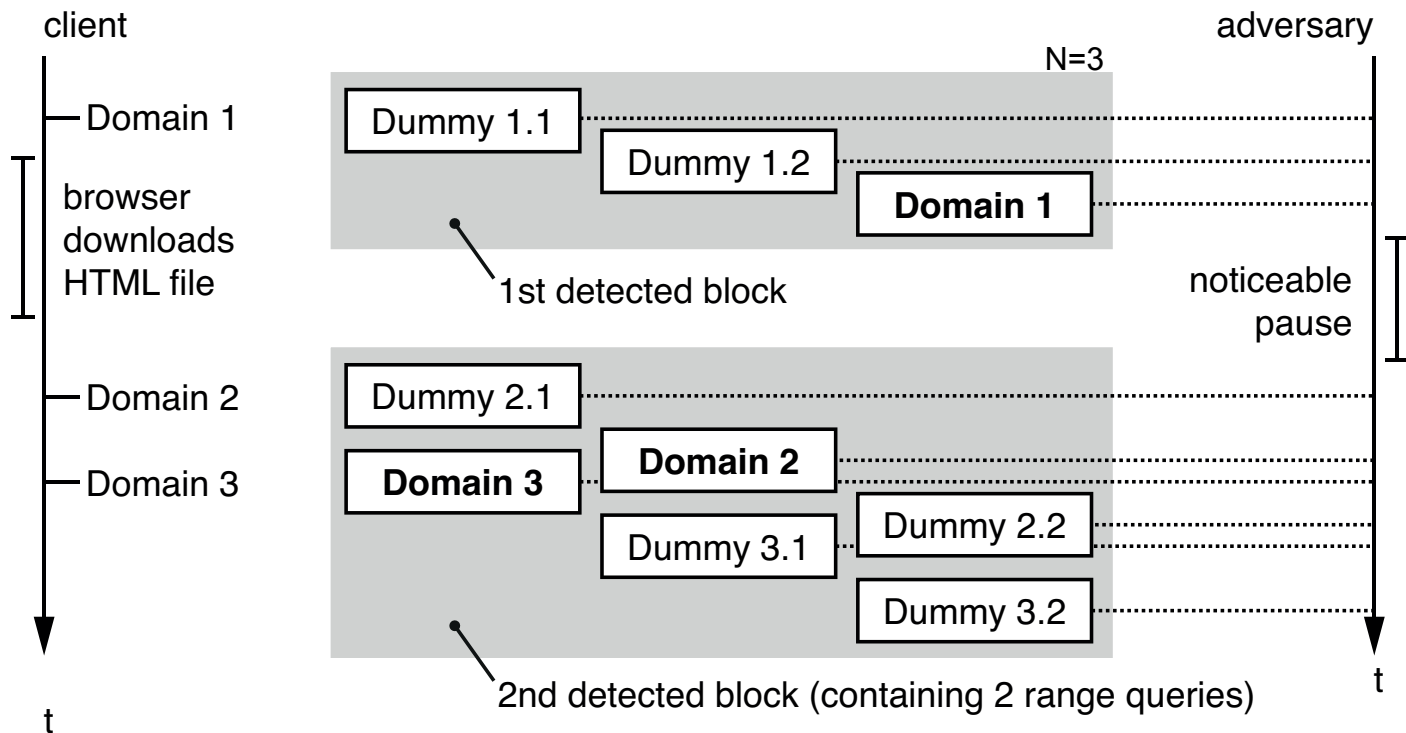 client
adversary
N=3
Domain 1
Dummy 1.1
Dummy 1.2
Domain 1
browser
downloads
HTML file
1st detected block
noticeable
pause
Domain 2
Dummy 2.1
Domain 2
Domain 3
Domain 3
Dummy 2.2
Dummy 3.1
Dummy 3.2
2nd detected block (containing 2 range queries)
t
t